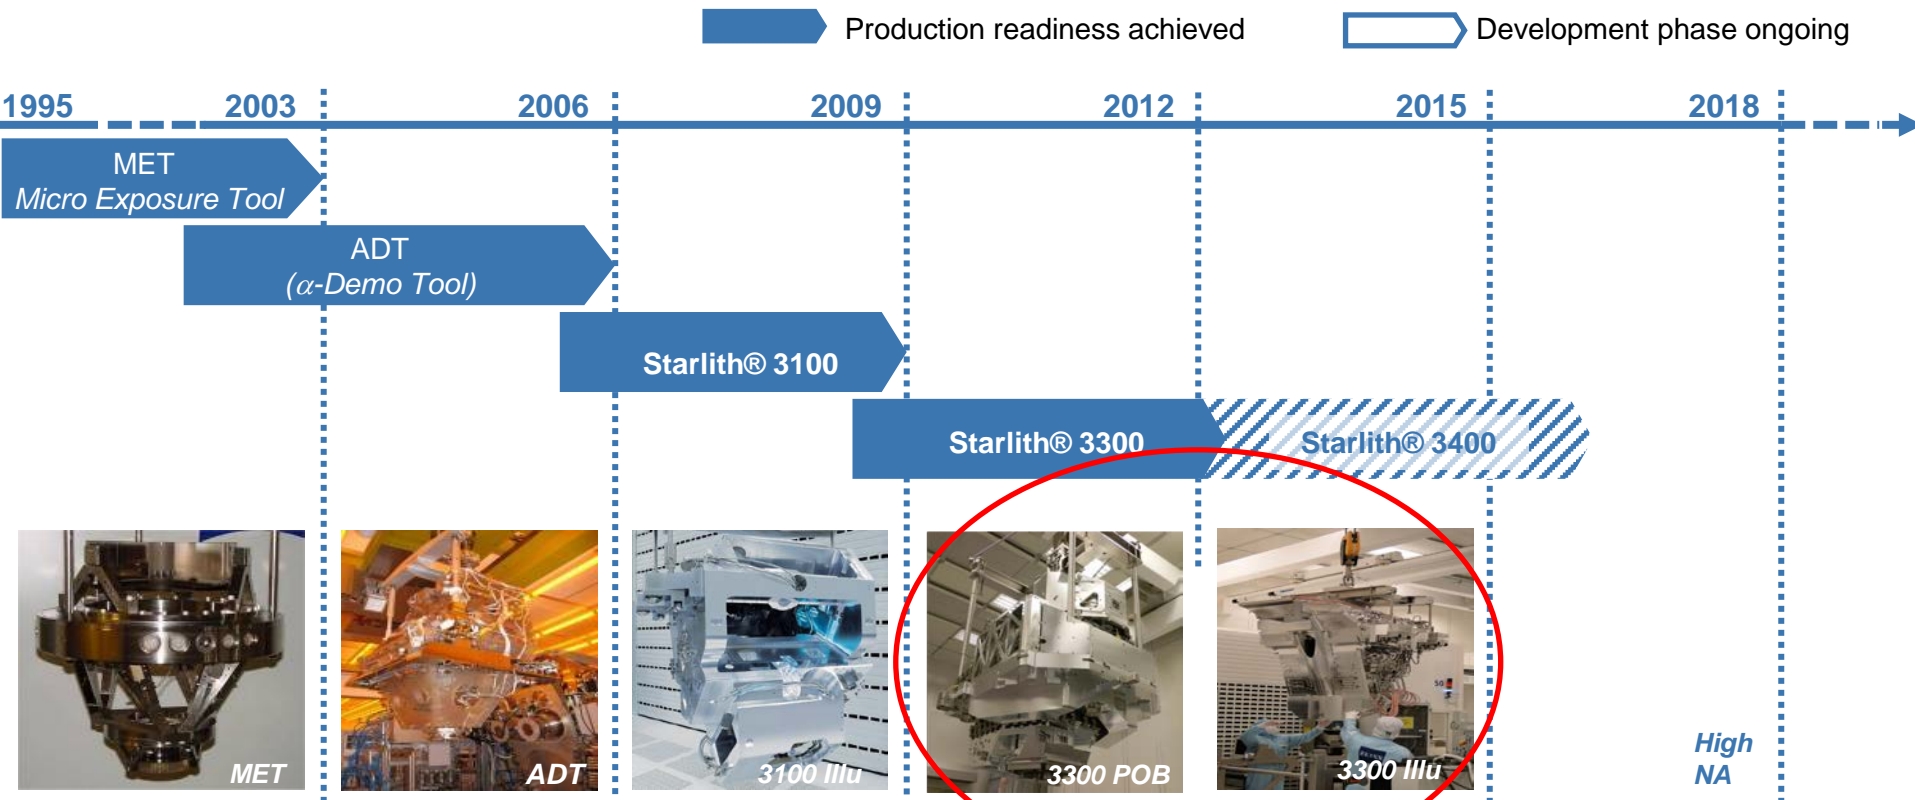 Production readiness achieved
Development phase ongoing
1995 2003 2006 2009 2012 2015 2018
MET
Micro Exposure Tool
ADT
(α-Demo Tool)
Starlith® 3100
Starlith® 3300
Starlith® 3400
MET
ADT
3100 Illu
3300 POB
3300 Illu
High
NA